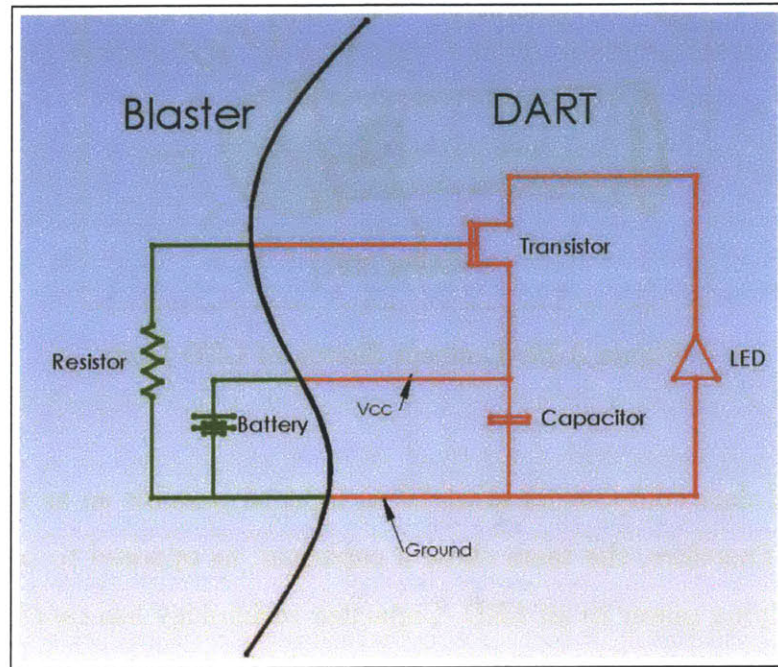 Blaster
DART
Transistor
Resistor
LED
Vcc
Battery
Capacitor
Ground